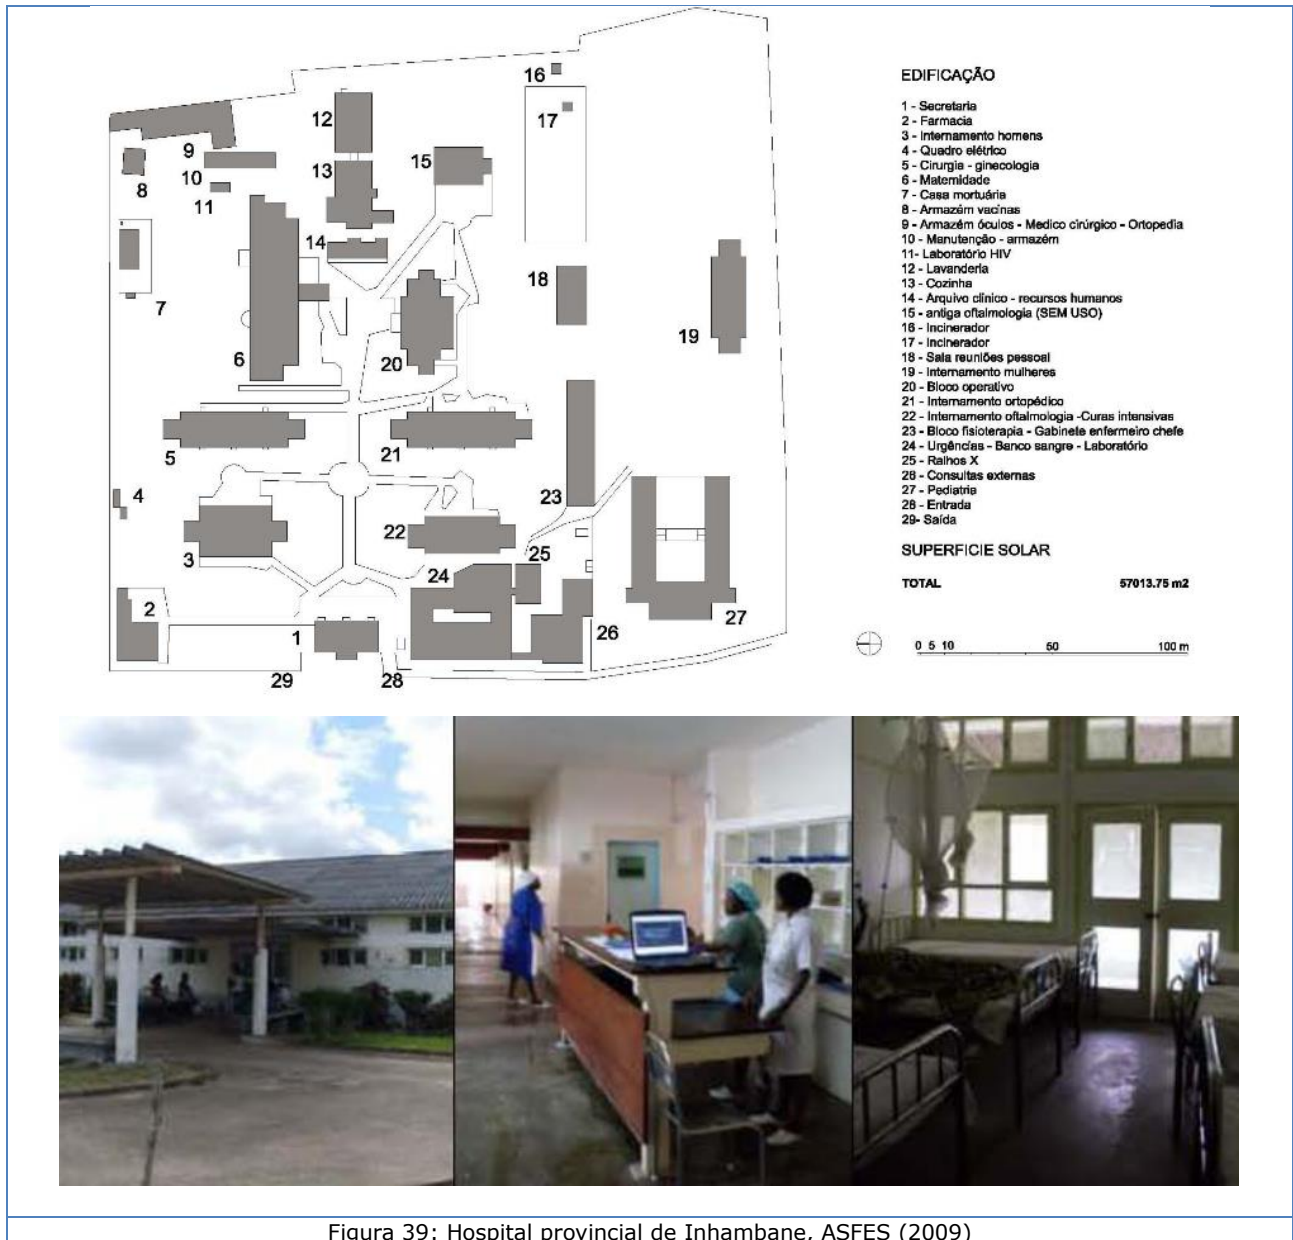 EDIFICAÇÃO
1 - Secretaria
2 - Farmacia
3 - Internamento homens
4 - Quadro elétrico
5 - Cirurgia - ginecologia
6 - Maternidade
7 - Casa mortuária
8 - Armazém vacinas
9 - Armazém óculos - Medico cirúrgico - Ortopedia
10 - Manutenção - armazém
11- Laboratório HIV
12 - Lavanderia
13 - Cozinha
14 - Arquivo clínico - recursos humanos
15 - antiga oftalmologia (SEM USO)
16 - Incinerador
17 - Incinerador
18 - Sala reuniões pessoal
19 - Internamento mulheres
20 - Bloco operativo
21 - Internamento ortopédico
22 - Internamento oftalmologia -Curas intensivas
23 - Bloco fisioterapia - Gabinete enfermeiro chefe
24 - Urgências - Banco sangre - Laboratório
25 - Raihos X
26 - Consultas externas
27 - Pediatria
28 - Entrada
29- Saída
SUPERFICIE SOLAR
TOTAL 57013.75 m2
0 5 10 50 100 m
16
12
17
9
15
8
10
13
11
14
18
7
19
6
20
5
21
4
23
22
3
25
24
2
1
26
27
29
28
Figura 39: Hospital provincial de Inhambane, ASFES (2009)